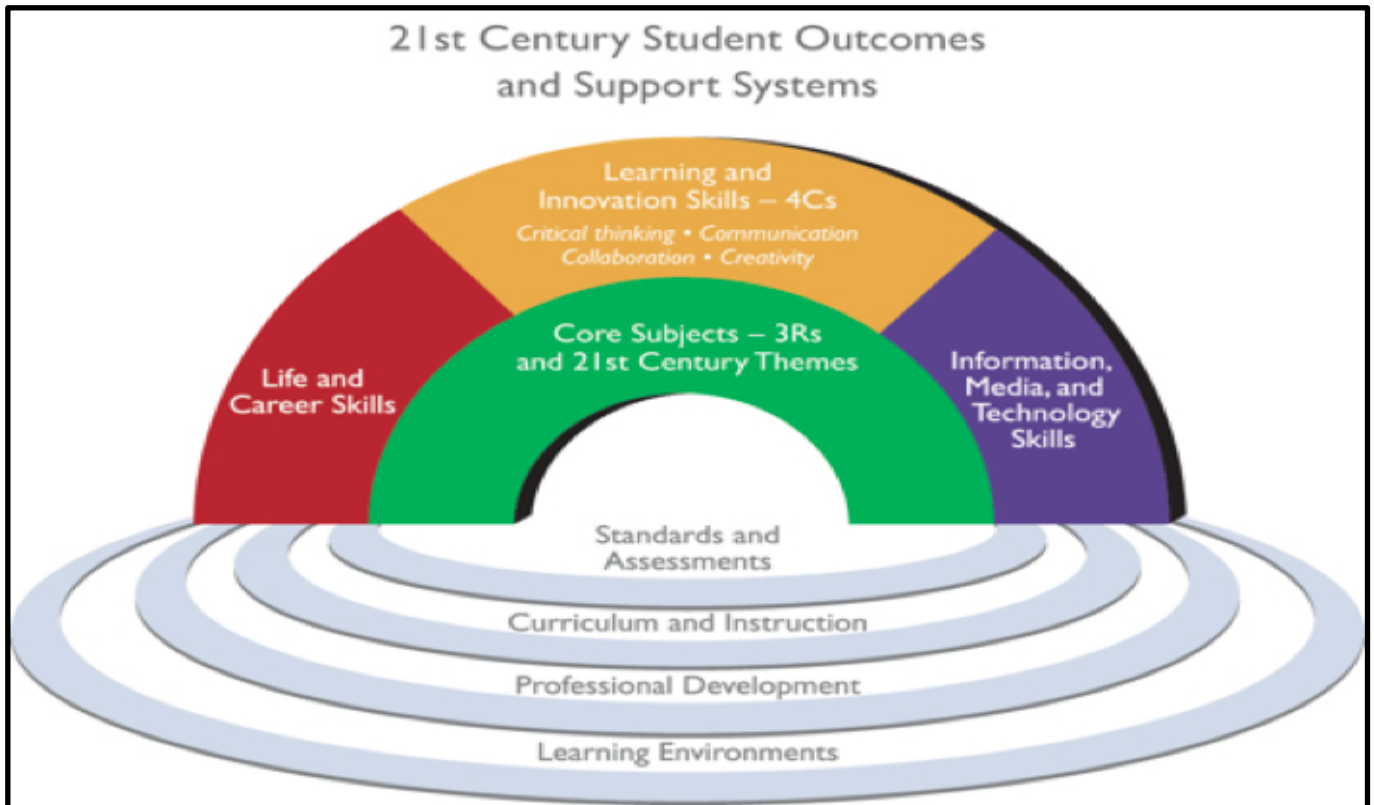 21st Century Student Outcomes
and Support Systems
Learning and
Innovation Skills – 4Cs
Critical thinking • Communication
Collaboration • Creativity
Core Subjects – 3Rs
and 21st Century Themes
Life and
Career Skills
Information,
Media, and
Technology
Skills
Standards and
Assessments
Curriculum and Instruction
Professional Development
Learning Environments